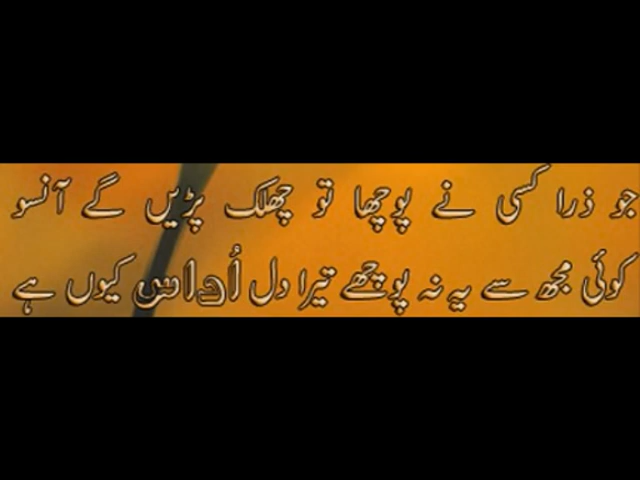 جو ذرا کسی نے پوچھا تو چھلک پڑیں گے آنسو
کوئی مجھ سے یہ نہ پوچھے تیرا دل اُداس کیوں ہے